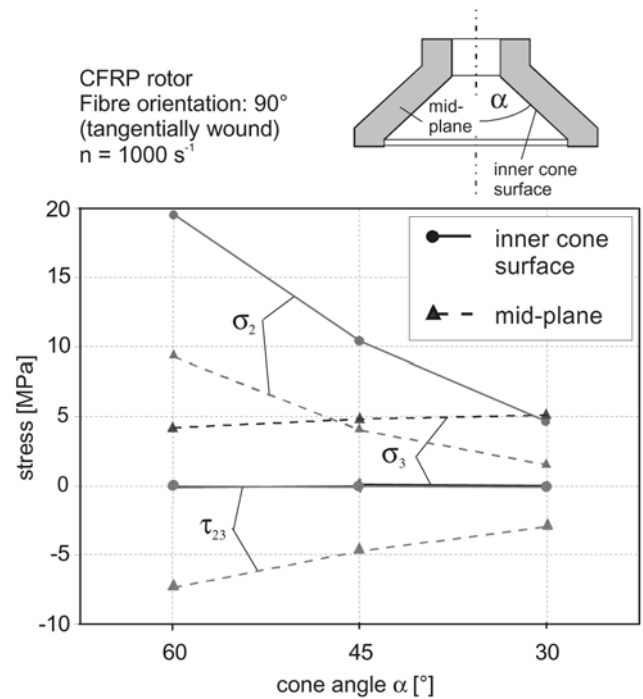 CFRP rotor
Fibre orientation: 90°
(tangentially wound)
n = 1000 s⁻¹
mid-
plane
α
inner cone
surface
20
15
10
5
0
-5
-10
stress [MPa]
inner cone
surface
mid-plane
σ₂
σ₃
τ₂₃
60
45
30
cone angle α [°]